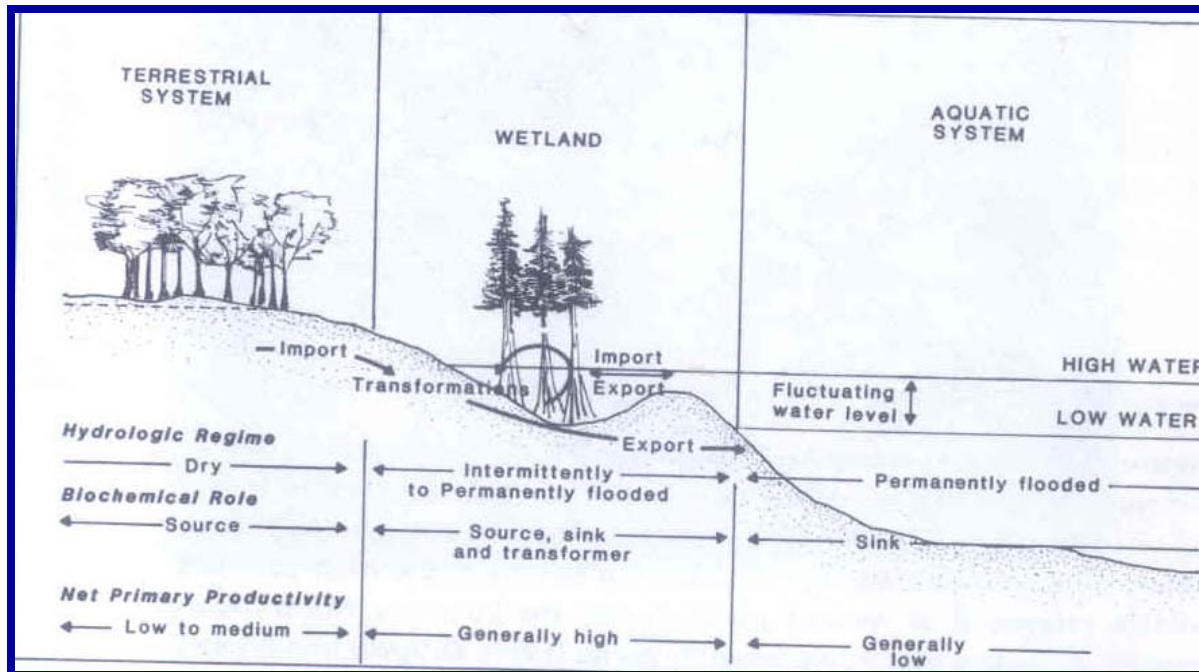 TERRESTRIAL
SYSTEM
WETLAND
AQUATIC
SYSTEM
Import
Transformations
Import
Export
Export
Fluctuating
water level
HIGH WATER
LOW WATER
Hydrologic Regime
Dry
Intermittently
to Permanently flooded
Permanently flooded
Biochemical Role
Source
Source, sink
and transformer
Sink
Net Primary Productivity
Low to medium
Generally high
Generally
low